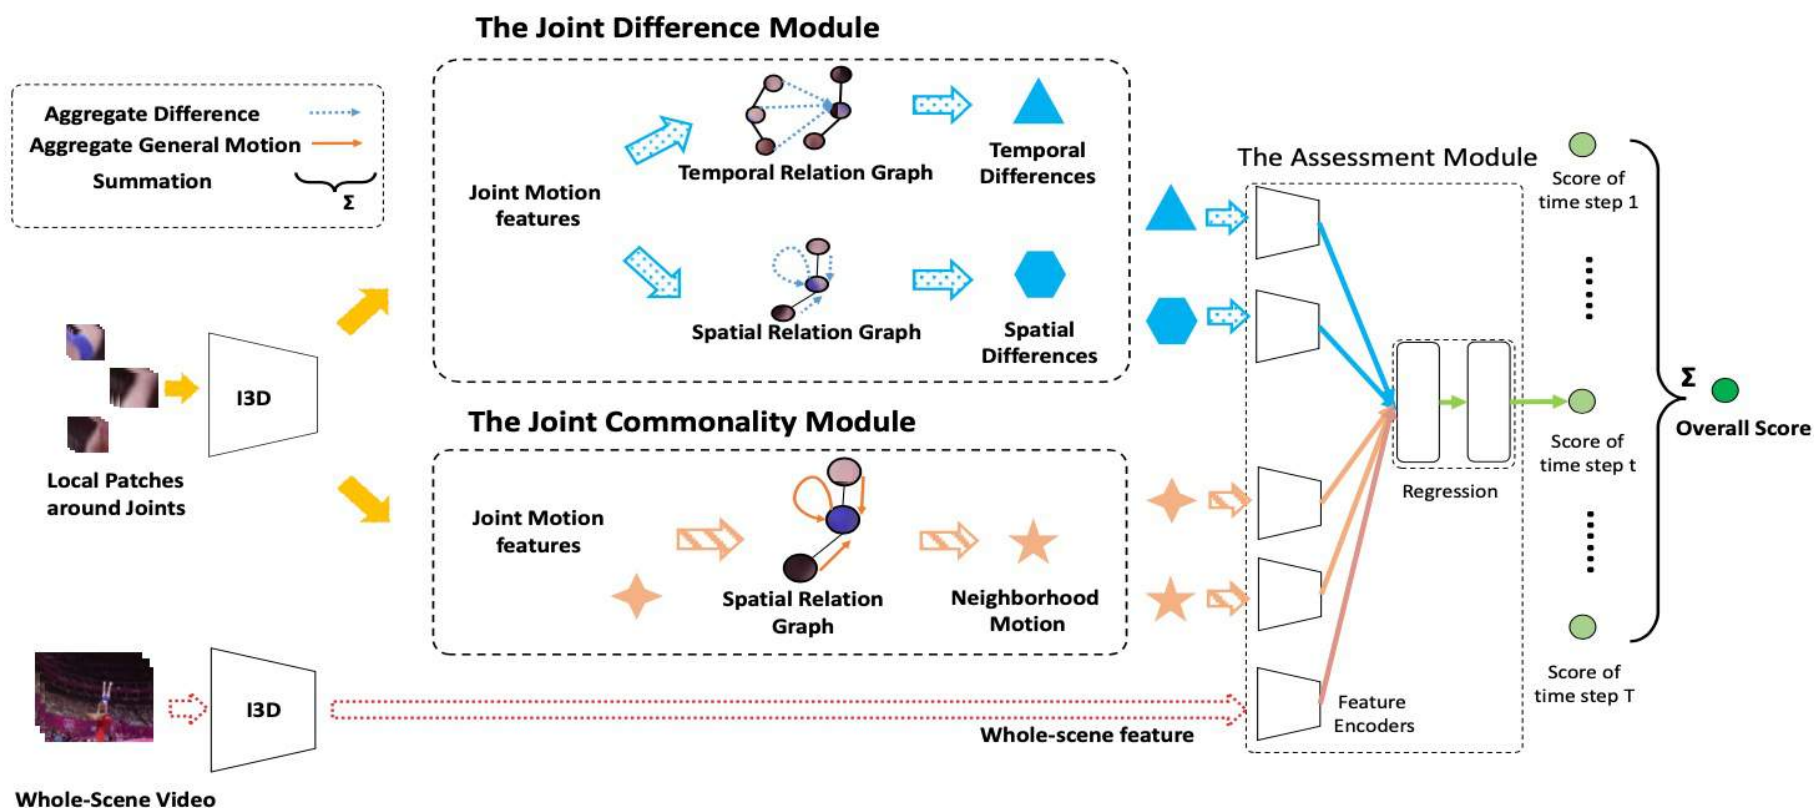 The Joint Difference Module
Aggregate Difference
Aggregate General Motion
Summation
Σ
Joint Motion
features
Temporal Relation Graph
Temporal
Differences
Spatial Relation Graph
Spatial
Differences
I3D
Local Patches
around Joints
The Joint Commonality Module
Joint Motion
features
Spatial Relation
Graph
Neighborhood
Motion
I3D
Whole-Scene Video
Whole-scene feature
The Assessment Module
Regression
Feature
Encoders
Score of
time step 1
Score of
time step t
Score of
time step T
Σ
Overall Score